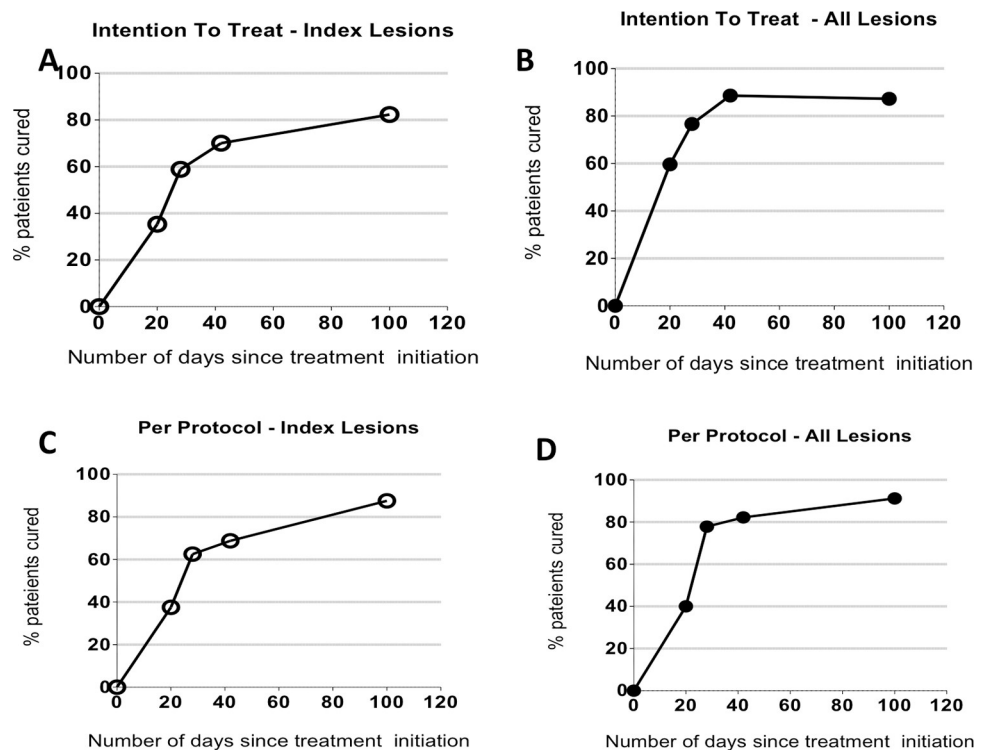 Intention To Treat - Index Lesions
A
100
80
60
40
20
0
0 20 40 60 80 100 120
% pateients cured
Number of days since treatment initiation
Intention To Treat - All Lesions
B
100
80
60
40
20
0
0 20 40 60 80 100 120
% pateients cured
Number of days since treatment initiation
Per Protocol - Index Lesions
C
100
80
60
40
20
0
0 20 40 60 80 100 120
% pateients cured
Number of days since treatment initiation
Per Protocol - All Lesions
D
100
80
60
40
20
0
0 20 40 60 80 100 120
% pateients cured
Number of days since treatment initiation